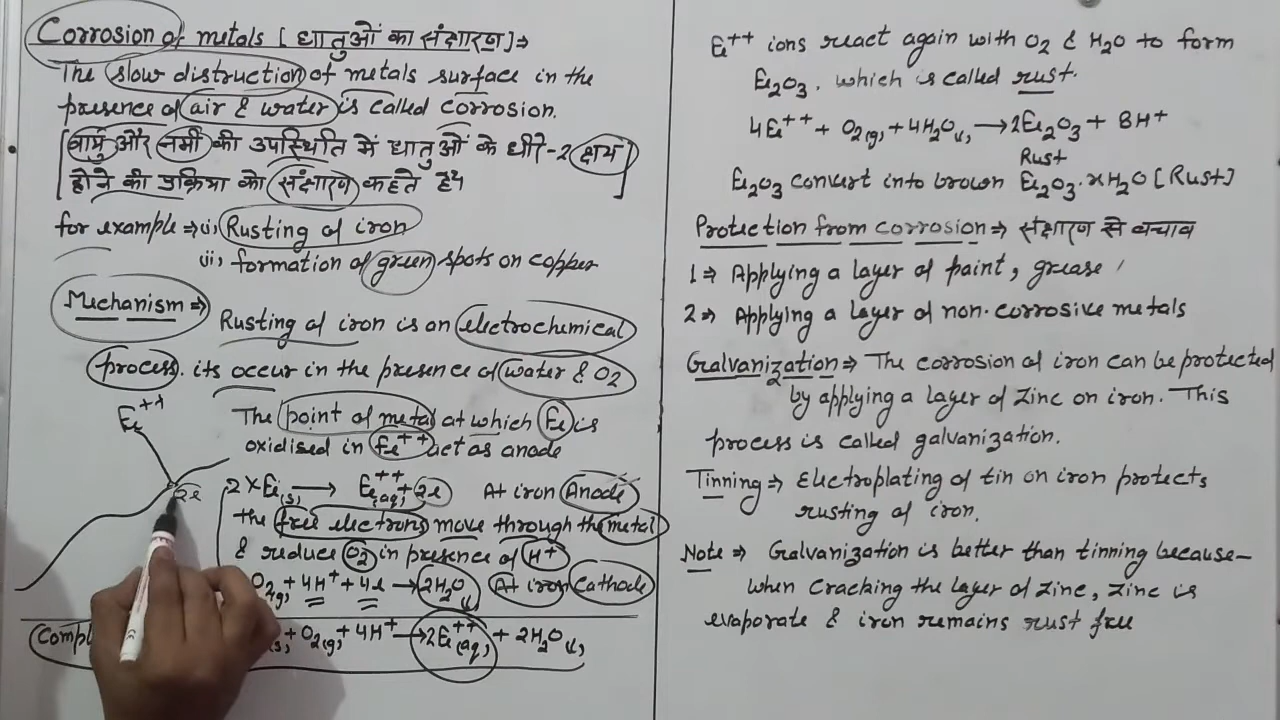 Corrosion of metals [धातुओं का संक्षारण]⇒
The slow distruction of metals surface in the
presence of air & water is called corrosion.
[वायु और नमी की उपस्थिति में धातुओं के धीरे-2 क्षय
होने की प्रक्रिया को संक्षारण कहते हैं]
for example ⇒ (i) Rusting of iron
(ii) formation of green spots on copper
Mechanism ⇒
Rusting of iron is an electrochemical
process. its occur in the presence of water & O2
Fe++
The point of metal at which Fe is
oxidised in Fe++ act as anode
2e
2×Fe(s) → Fe++(aq) + 2e At iron Anode
the free electrons move through the metal
& reduce O2 in presence of H+
O2(g) + 4H+ + 4e → 2H2O(l) At iron Cathode
(s) + O2(g) + 4H+ → 2Fe++(aq) + 2H2O(l)
Fe++ ions react again with O2 & H2O to form
Fe2O3. which is called rust.
4Fe++ + O2(g) + 4H2O(l) → 2Fe2O3 + 8H+
Rust
Fe2O3 convert into brown Fe2O3.xH2O [Rust]
Protection from corrosion ⇒ संक्षारण से बचाव
1 ⇒ Applying a layer of paint, grease
2 ⇒ Applying a layer of non-corrosive metals
Galvanization ⇒ The corrosion of iron can be protected
by applying a layer of zinc on iron. This
process is called galvanization.
Tinning ⇒ Electroplating of tin on iron protects
rusting of iron.
Note ⇒ Galvanization is better than tinning because-
when cracking the layer of zinc, zinc is
evaporate & iron remains rust free